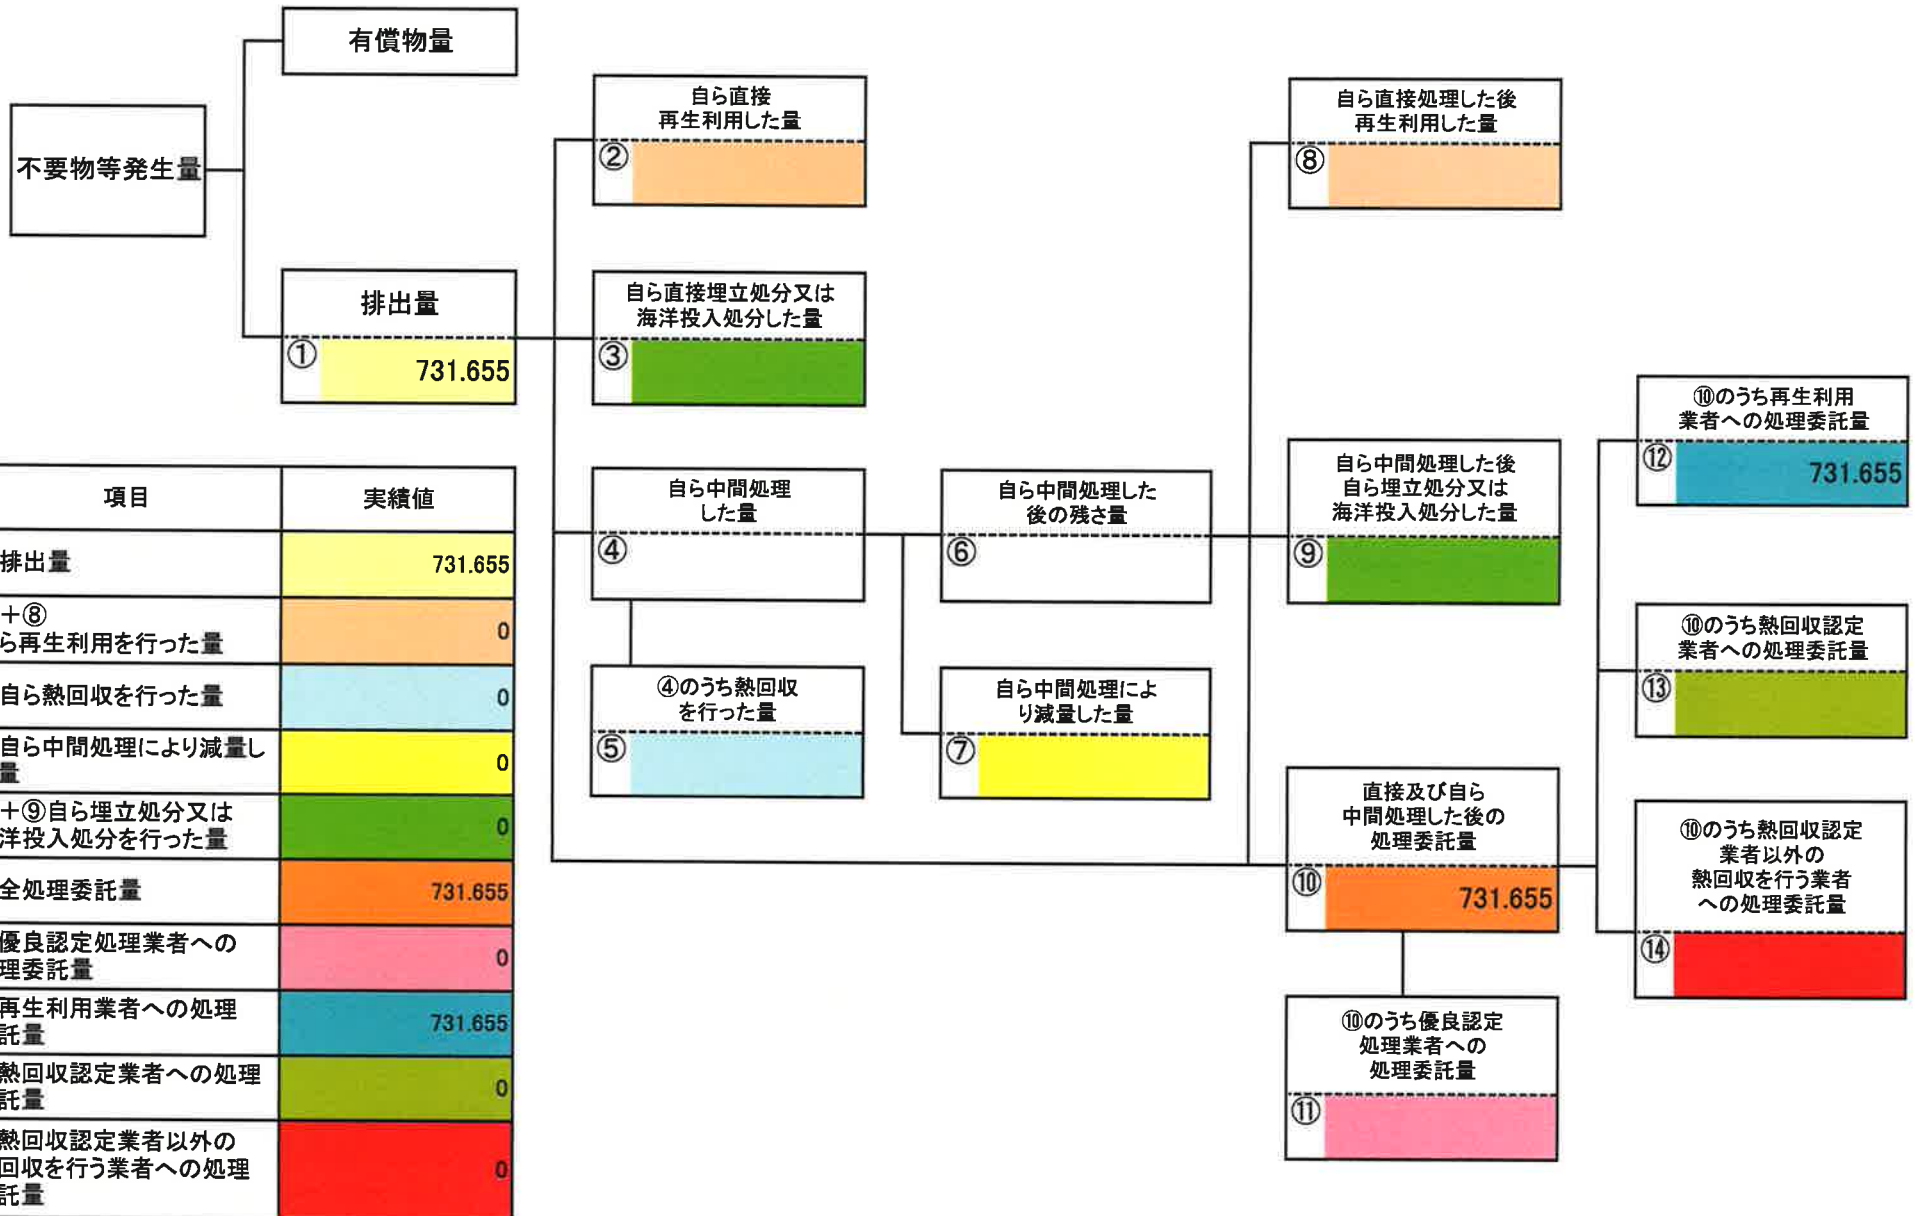 有償物量
不要物等発生量
排出量
①
731.655
自ら直接
再生利用した量
②
自ら直接埋立処分又は
海洋投入処分した量
③
自ら中間処理
した量
④
④のうち熱回収
を行った量
⑤
自ら中間処理した
後の残さ量
⑥
自ら中間処理によ
り減量した量
⑦
自ら直接処理した後
再生利用した量
⑧
自ら中間処理した後
自ら埋立処分又は
海洋投入処分した量
⑨
直接及び自ら
中間処理した後の
処理委託量
⑩
731.655
⑩のうち優良認定
処理業者への
処理委託量
⑪
⑩のうち再生利用
業者への処理委託量
⑫
731.655
⑩のうち熱回収認定
業者への処理委託量
⑬
⑩のうち熱回収認定
業者以外の
熱回収を行う業者
への処理委託量
⑭
項目 実績値
排出量 731.655
+⑧
ら再生利用を行った量 0
自ら熱回収を行った量 0
自ら中間処理により減量し
量 0
+⑨自ら埋立処分又は
洋投入処分を行った量 0
全処理委託量 731.655
優良認定処理業者への
理委託量 0
再生利用業者への処理
託量 731.655
熱回収認定業者への処理
託量 0
熱回収認定業者以外の
回収を行う業者への処理
託量 0